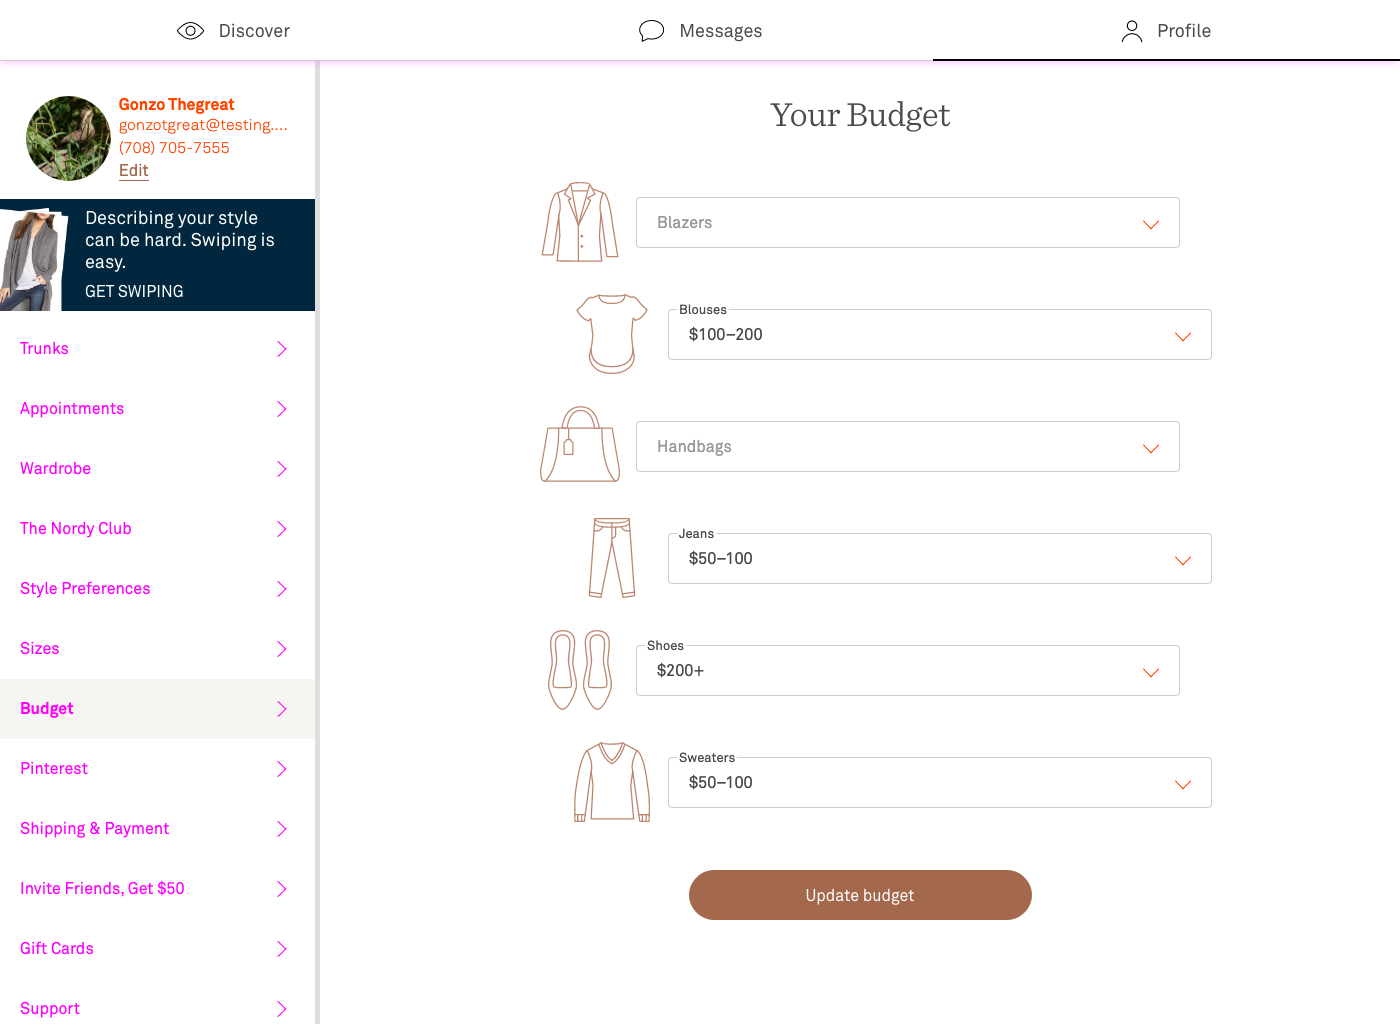 Discover
Messages
Profile
Gonzo Thegreat
gonzotgreat@testing....
(708) 705-7555
Edit
Describing your style
can be hard. Swiping is
easy.
GET SWIPING
Trunks
Appointments
Wardrobe
The Nordy Club
Style Preferences
Sizes
Budget
Pinterest
Shipping & Payment
Invite Friends, Get $50
Gift Cards
Support
Your Budget
Blazers
Blouses
$100–200
Handbags
Jeans
$50–100
Shoes
$200+
Sweaters
$50–100
Update budget